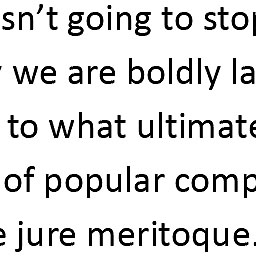 sn't going to stop
we are boldly la
to what ultimate
of popular comp
e jure meritoque.